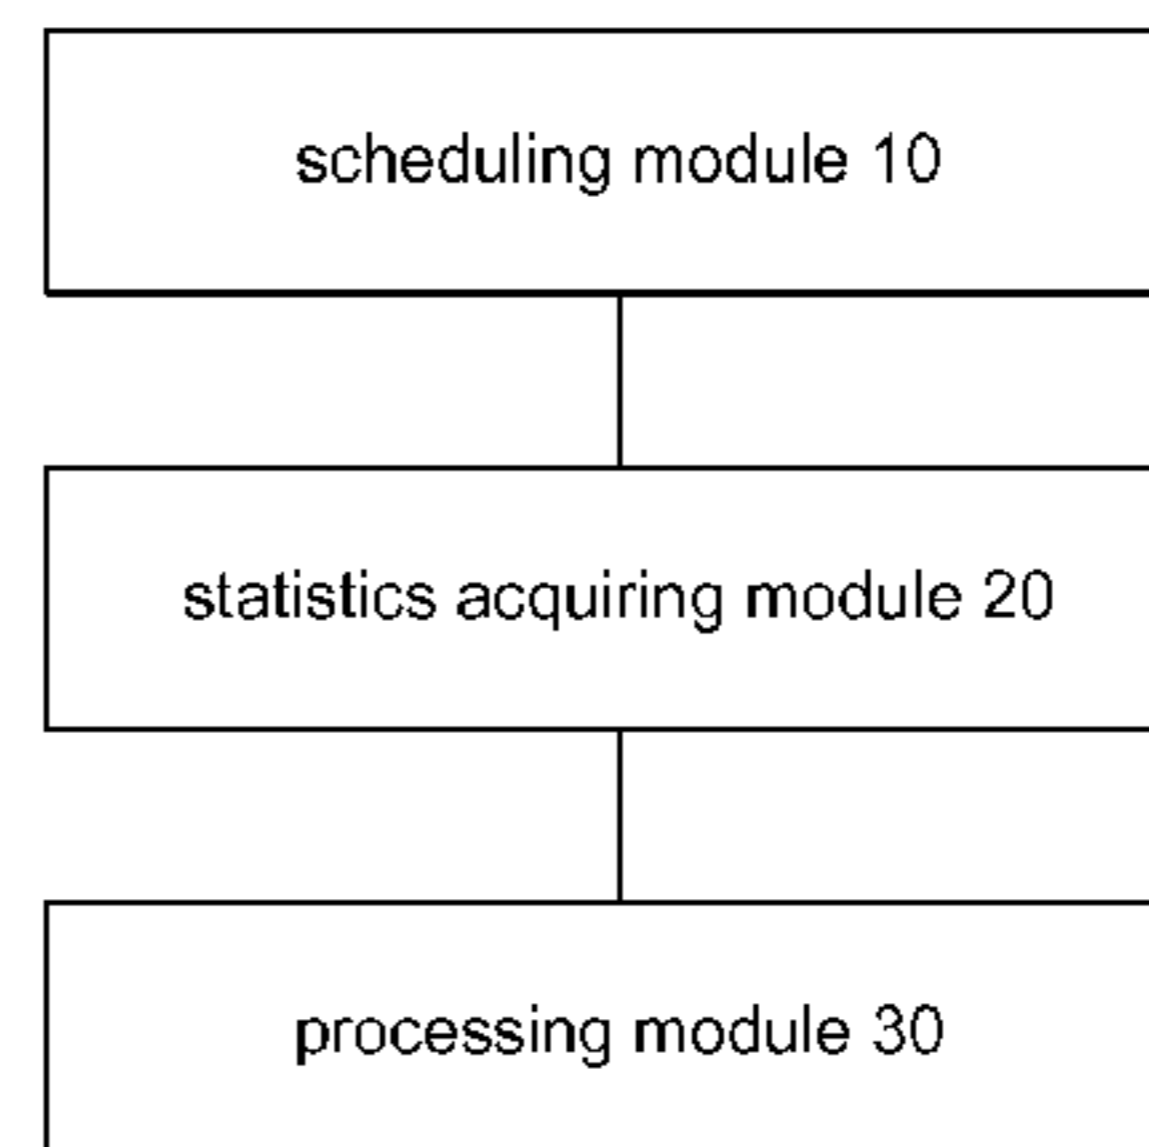 scheduling module 10
statistics acquiring module 20
processing module 30